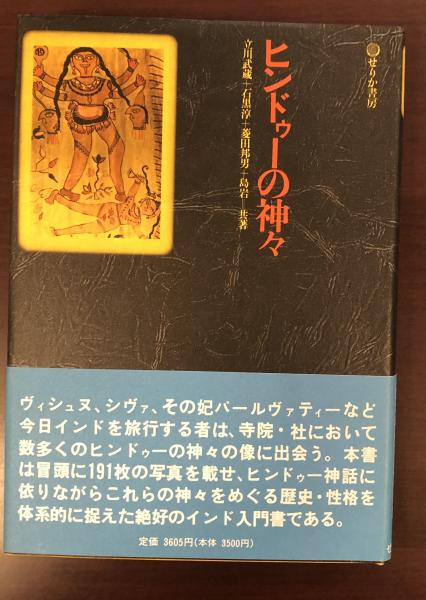 せりか書房
ヒンドゥーの神々
立川武蔵+石黒淳+菱田邦男+島岩―共著
ヴィシュヌ、シヴァ、その妃パールヴァティーなど
今日インドを旅行する者は、寺院・社において
数多くのヒンドゥーの神々の像に出会う。本書
は冒頭に191枚の写真を載せ、ヒンドゥー神話に
依りながらこれらの神々をめぐる歴史・性格を
体系的に捉えた絶好のインド入門書である。
定価 3605円(本体 3500円)